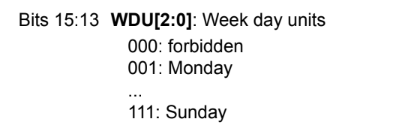 Bits 15:13 WDU[2:0]: Week day units
000: forbidden
001: Monday
...
111: Sunday